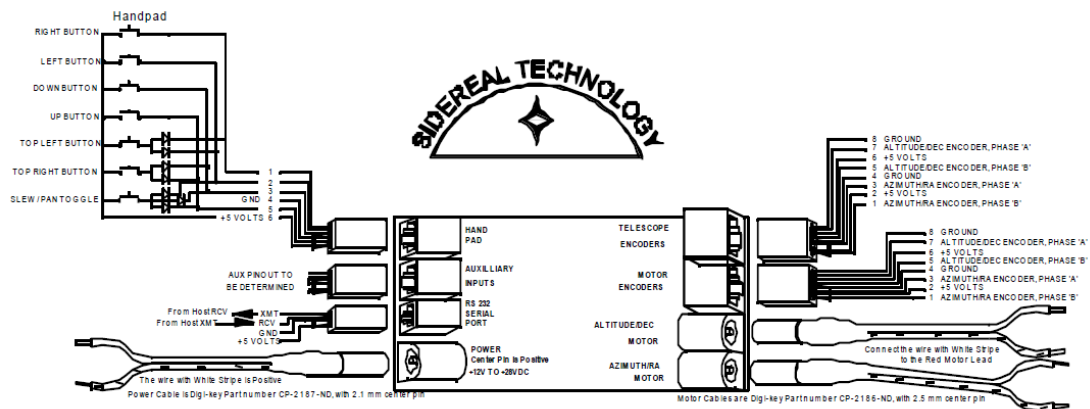 Handpad
RIGHT BUTTON
LEFT BUTTON
DOWN BUTTON
UP BUTTON
TOP LEFT BUTTON
TOP RIGHT BUTTON
SLEW / PAN TOGGLE
1
2
3
GND 4
5
+5 VOLTS 6
SIDEREAL TECHNOLOGY
8 GROUND
7 ALTITUDE/DEC ENCODER, PHASE 'A'
6 +5 VOLTS
5 ALTITUDE/DEC ENCODER, PHASE 'B'
4 GROUND
3 AZIMUTH/RA ENCODER, PHASE 'A'
2 +5 VOLTS
1 AZIMUTH/RA ENCODER, PHASE 'B'
HAND
PAD
TELESCOPE
ENCODERS
8 GROUND
7 ALTITUDE/DEC ENCODER, PHASE 'A'
6 +5 VOLTS
5 ALTITUDE/DEC ENCODER, PHASE 'B'
4 GROUND
3 AZIMUTH/RA ENCODER, PHASE 'A'
2 +5 VOLTS
1 AZIMUTH/RA ENCODER, PHASE 'B'
AUX PINOUT TO
BE DETERMINED
AUXILLIARY
INPUTS
MOTOR
ENCODERS
From Host RCV XMT
From Host XMT RCV
GND
+5 VOLTS
RS 232
SERIAL
PORT
ALTITUDE/DEC
MOTOR
Connect the wire with White Stripe
to the Red Motor Lead
POWER
Center Pin is Positive
+12V TO +28VDC
AZIMUTH/RA
MOTOR
The wire with White Stripe is Positive
Power Cable is Digi-key Part number CP-2187-ND, with 2.1 mm center pin
Motor Cables are Digi-key Part number CP-2186-ND, with 2.5 mm center pin